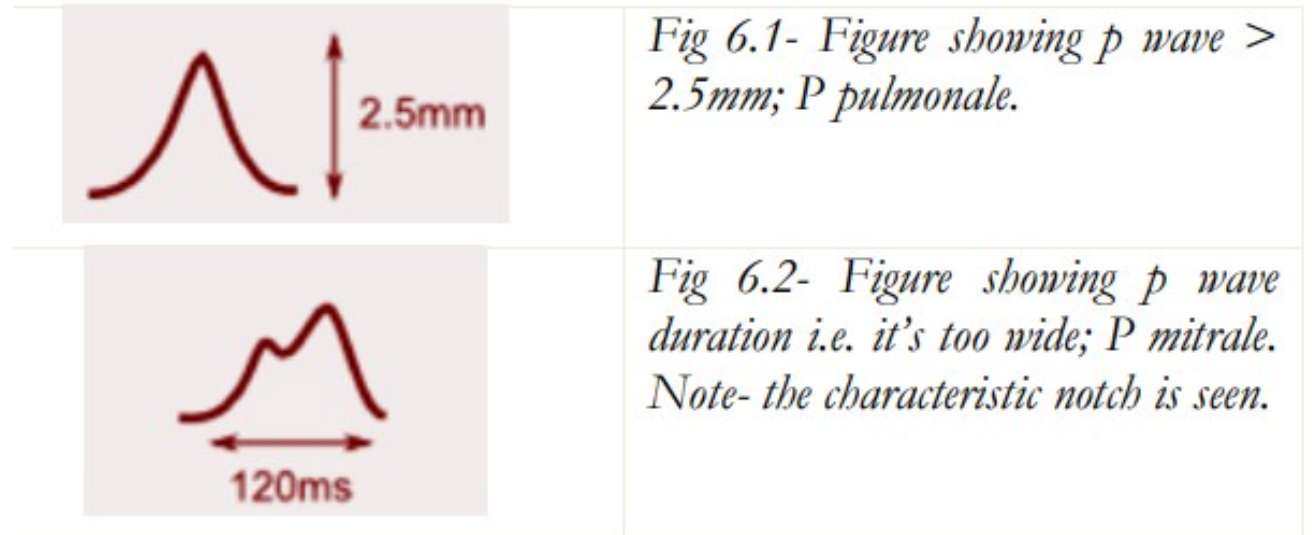 2.5mm
Fig 6.1- Figure showing p wave >
2.5mm; P pulmonale.
120ms
Fig 6.2- Figure showing p wave
duration i.e. it's too wide; P mitrale.
Note- the characteristic notch is seen.